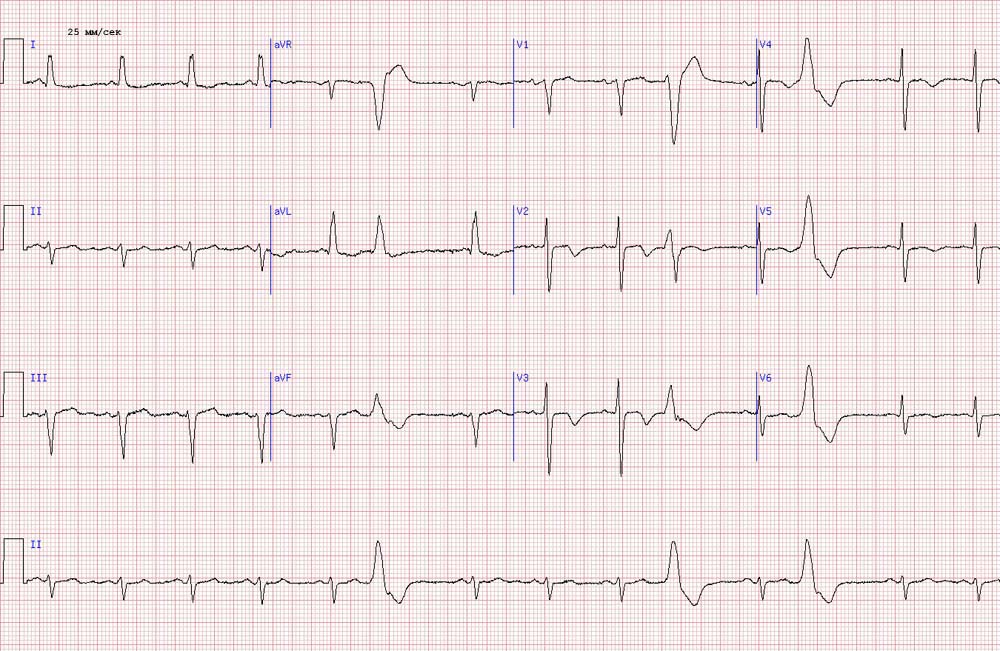 25 мм/сек
I aVR V1 V4
II aVL V2 V5
III aVF V3 V6
II